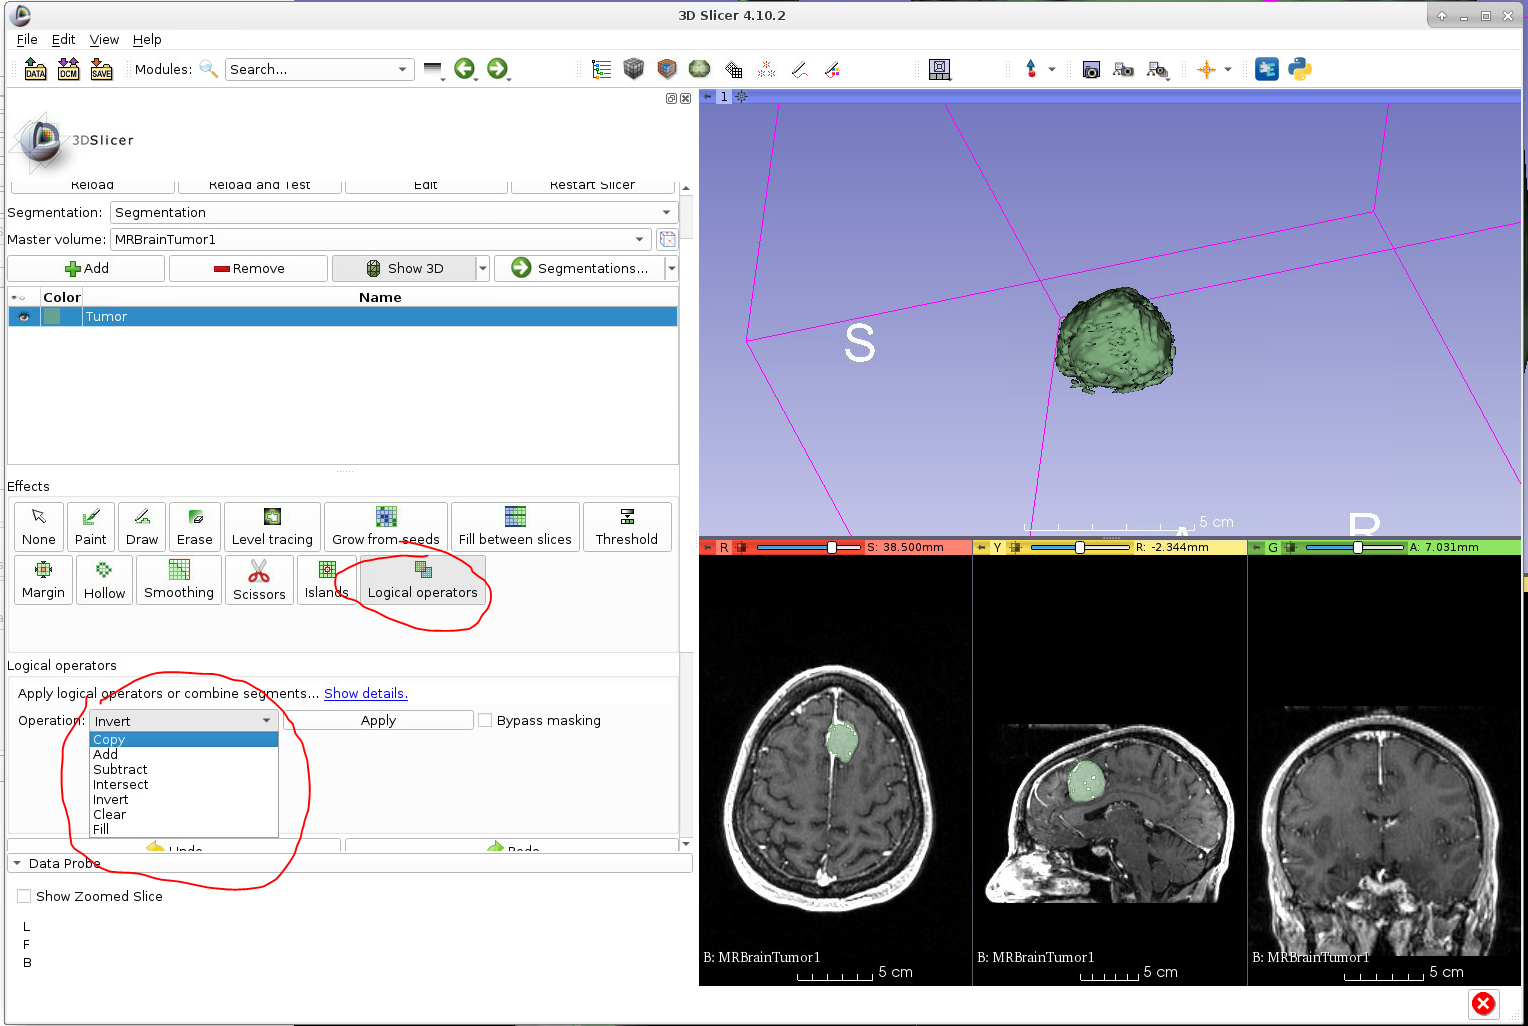 3D Slicer 4.10.2
File Edit View Help
DATA DCM SAVE Modules: Search...
1
3DSlicer
Reload Reload and Test Edit Restart Slicer
Segmentation: Segmentation
Master volume: MRBrainTumor1
Add Remove Show 3D Segmentations...
Color Name
Tumor
S
5 cm
R
Effects
None Paint Draw Erase Level tracing Grow from seeds Fill between slices Threshold
Margin Hollow Smoothing Scissors Islands Logical operators
R S: 38.500mm Y R: -2.344mm G A: 7.031mm
Logical operators
Apply logical operators or combine segments... Show details.
Operation: Invert Apply Bypass masking
Copy
Add
Subtract
Intersect
Invert
Clear
Fill
Undo Redo
Data Probe
Show Zoomed Slice
L
F
B
B: MRBrainTumor1 B: MRBrainTumor1 B: MRBrainTumor1
5 cm 5 cm 5 cm